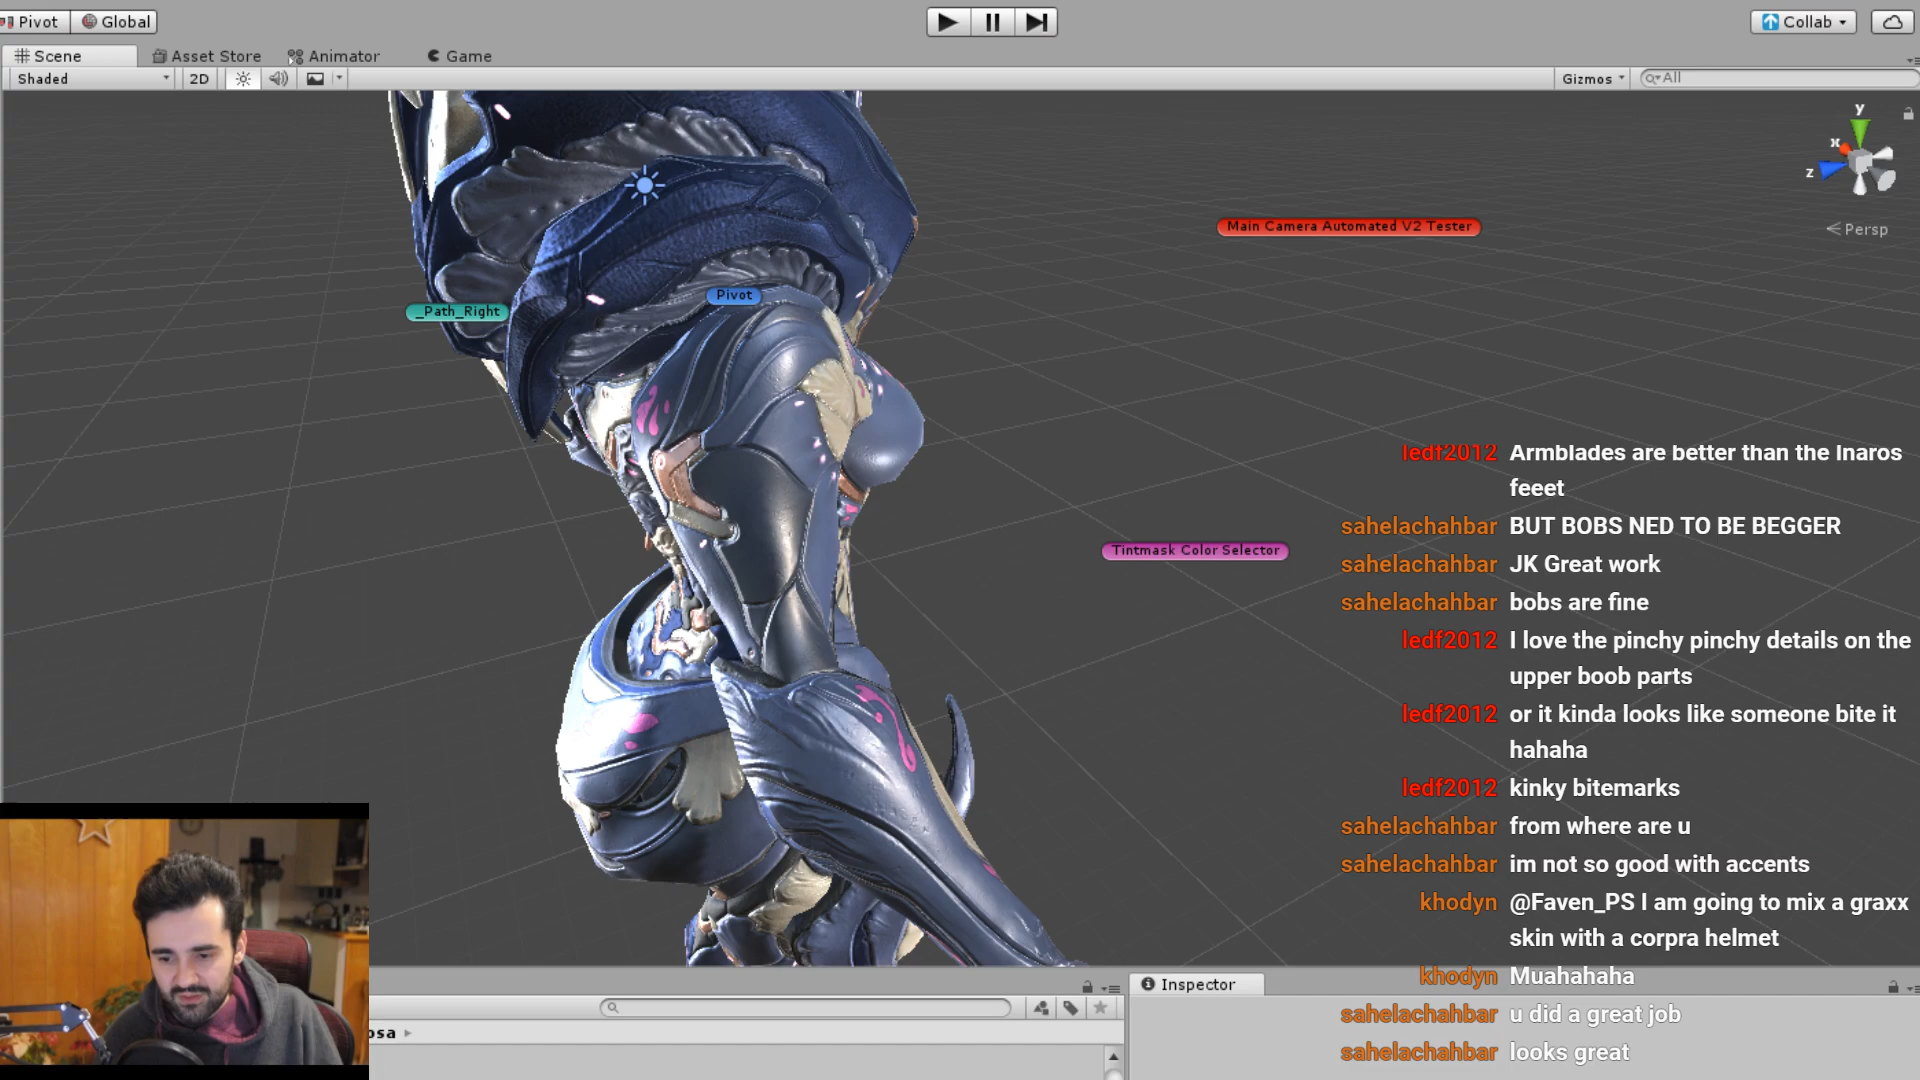 Pivot
Global
Collab
Scene
Asset Store
Animator
Game
Shaded
2D
Gizmos
All
y
x
z
Persp
Main Camera Automated V2 Tester
Pivot
_Path_Right
Tintmask Color Selector
ledf2012 Armblades are better than the Inaros
feeet
sahelachahbar BUT BOBS NED TO BE BEGGER
sahelachahbar JK Great work
sahelachahbar bobs are fine
ledf2012 I love the pinchy pinchy details on the
upper boob parts
ledf2012 or it kinda looks like someone bite it
hahaha
ledf2012 kinky bitemarks
sahelachahbar from where are u
sahelachahbar im not so good with accents
khodyn @Faven_PS I am going to mix a graxx
skin with a corpra helmet
khodyn Muahahaha
sahelachahbar u did a great job
sahelachahbar looks great
Inspector
osa